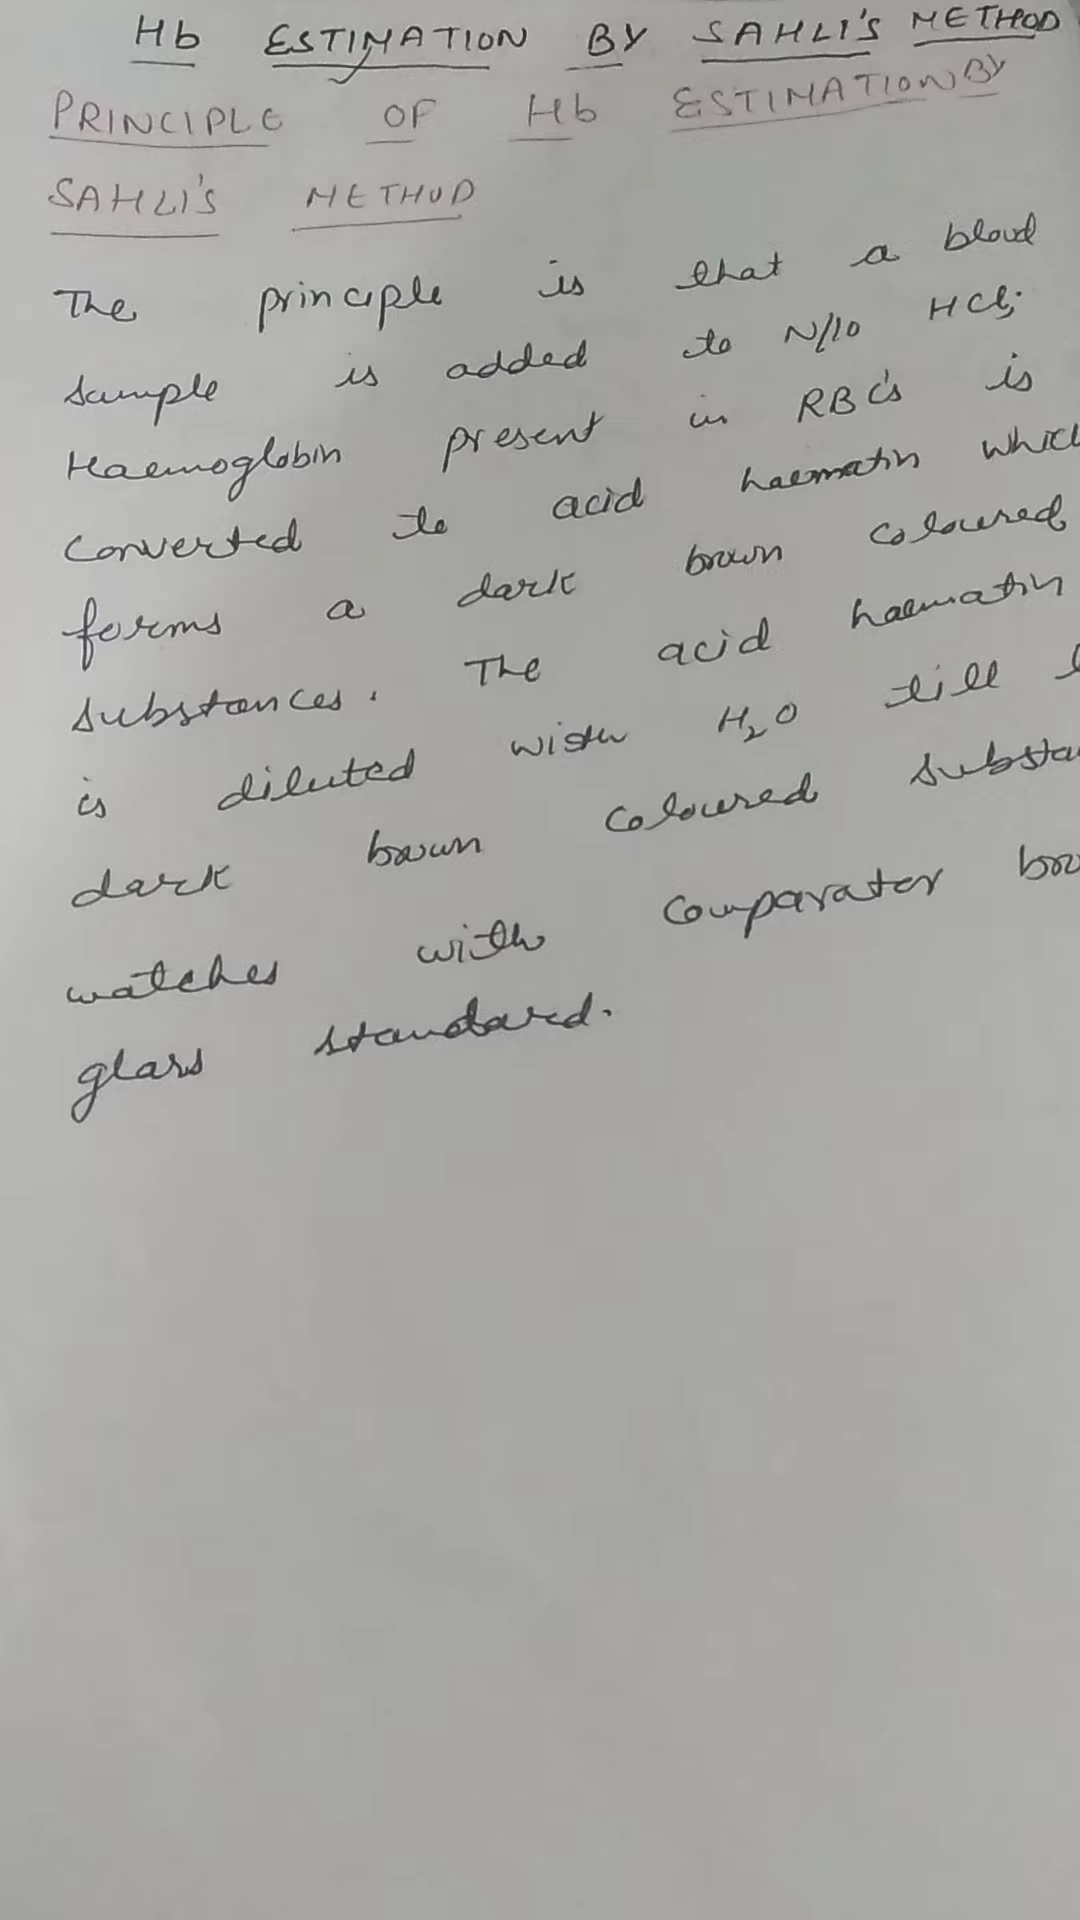 Hb ESTIMATION BY SAHLI'S METHOD
PRINCIPLE OF Hb ESTIMATION BY
SAHLI'S METHOD
The principle is that a blood
sample is added to N/10 HCl;
Haemoglobin present in RBC's is
converted to acid haematin which
forms a dark brown coloured
substances. The acid haematin
is diluted with H₂O till
dark brown coloured
matches with comparater
glass standard.